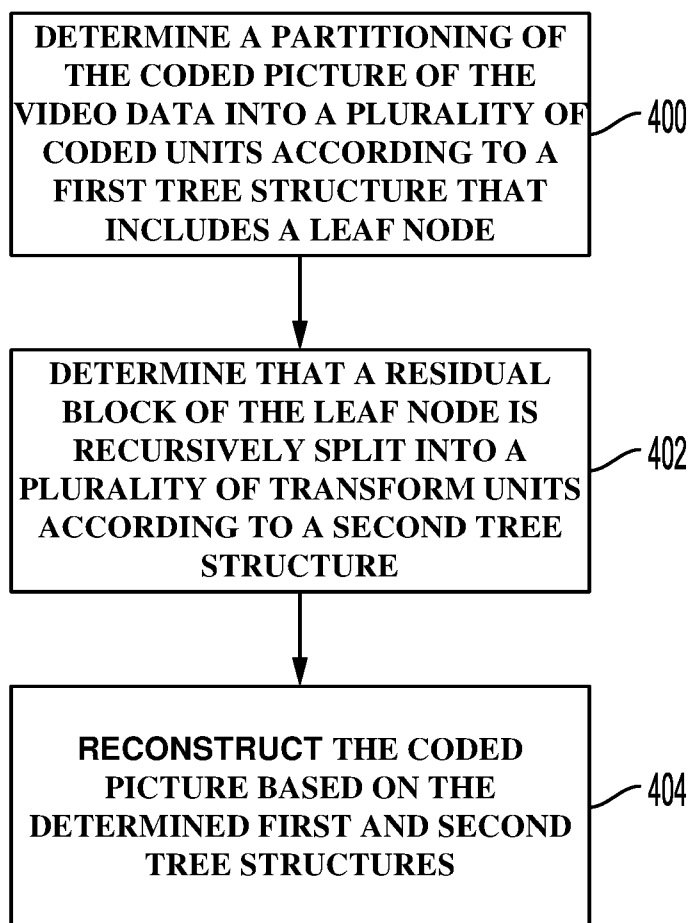 DETERMINE A PARTITIONING OF
THE CODED PICTURE OF THE
VIDEO DATA INTO A PLURALITY OF
CODED UNITS ACCORDING TO A
FIRST TREE STRUCTURE THAT
INCLUDES A LEAF NODE
400
DETERMINE THAT A RESIDUAL
BLOCK OF THE LEAF NODE IS
RECURSIVELY SPLIT INTO A
PLURALITY OF TRANSFORM UNITS
ACCORDING TO A SECOND TREE
STRUCTURE
402
RECONSTRUCT THE CODED
PICTURE BASED ON THE
DETERMINED FIRST AND SECOND
TREE STRUCTURES
404